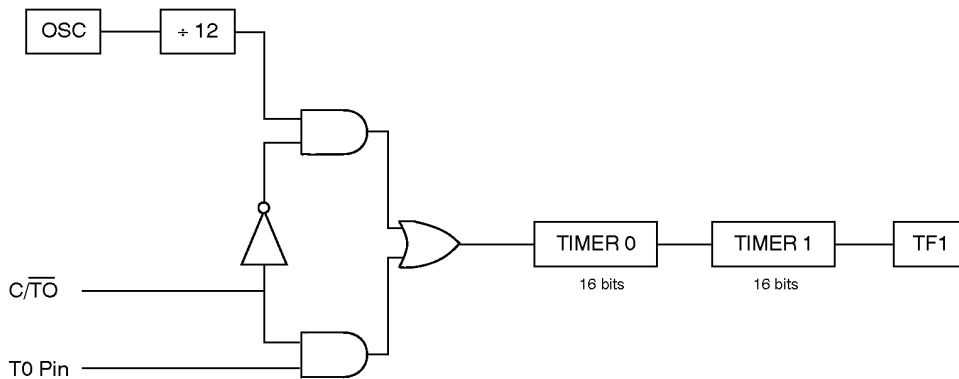 OSC
÷ 12
TIMER 0
TIMER 1
TF1
16 bits
16 bits
C/T̅O̅
T0 Pin